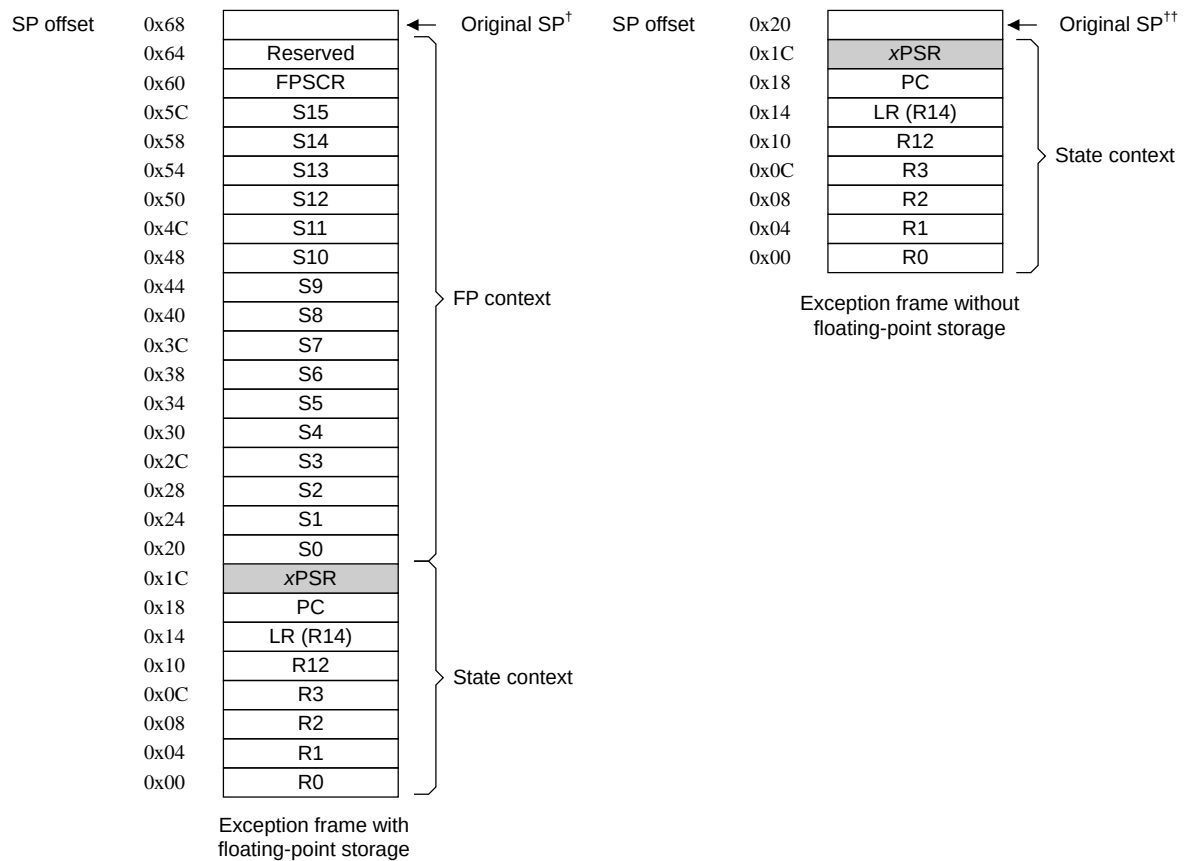 SP offset 0x68 Original SP†
0x64 Reserved
0x60 FPSCR
0x5C S15
0x58 S14
0x54 S13
0x50 S12
0x4C S11
0x48 S10
0x44 S9
0x40 S8
0x3C S7
0x38 S6
0x34 S5
0x30 S4
0x2C S3
0x28 S2
0x24 S1
0x20 S0
FP context
0x1C xPSR
0x18 PC
0x14 LR (R14)
0x10 R12
0x0C R3
0x08 R2
0x04 R1
0x00 R0
State context
Exception frame with
floating-point storage
SP offset 0x20 Original SP††
0x1C xPSR
0x18 PC
0x14 LR (R14)
0x10 R12
0x0C R3
0x08 R2
0x04 R1
0x00 R0
State context
Exception frame without
floating-point storage